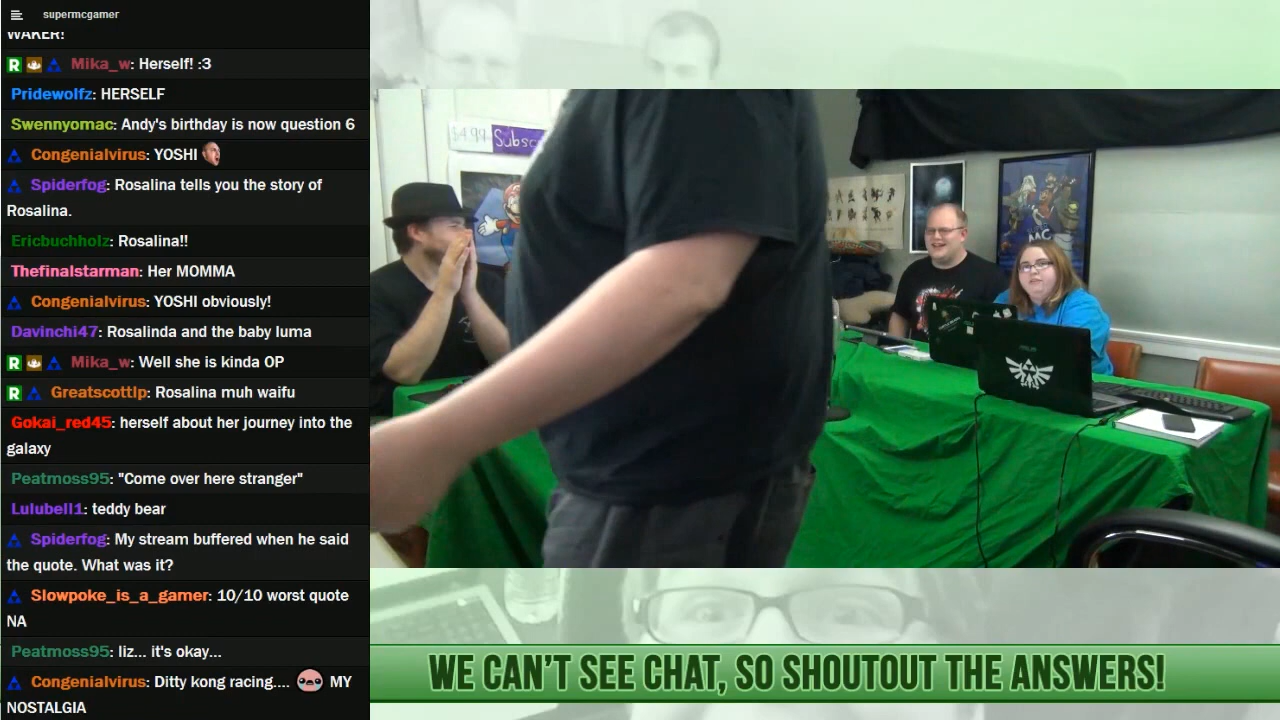 supermcgamer
WAKER!
Mika_w: Herself! :3
Pridewolfz: HERSELF
Swennyomac: Andy's birthday is now question 6
Congenialvirus: YOSHI
Spiderfog: Rosalina tells you the story of
Rosalina.
Ericbuchholz: Rosalina!!
Thefinalstarman: Her MOMMA
Congenialvirus: YOSHI obviously!
Davinchi47: Rosalinda and the baby luma
Mika_w: Well she is kinda OP
Greatscottlp: Rosalina muh waifu
Gokai_red45: herself about her journey into the
galaxy
Peatmoss95: "Come over here stranger"
Lulubell1: teddy bear
Spiderfog: My stream buffered when he said
the quote. What was it?
Slowpoke_is_a_gamer: 10/10 worst quote
NA
Peatmoss95: liz... it's okay...
Congenialvirus: Ditty kong racing.... MY
NOSTALGIA
$4.99 Subsc
MC
WE CAN'T SEE CHAT, SO SHOUTOUT THE ANSWERS!